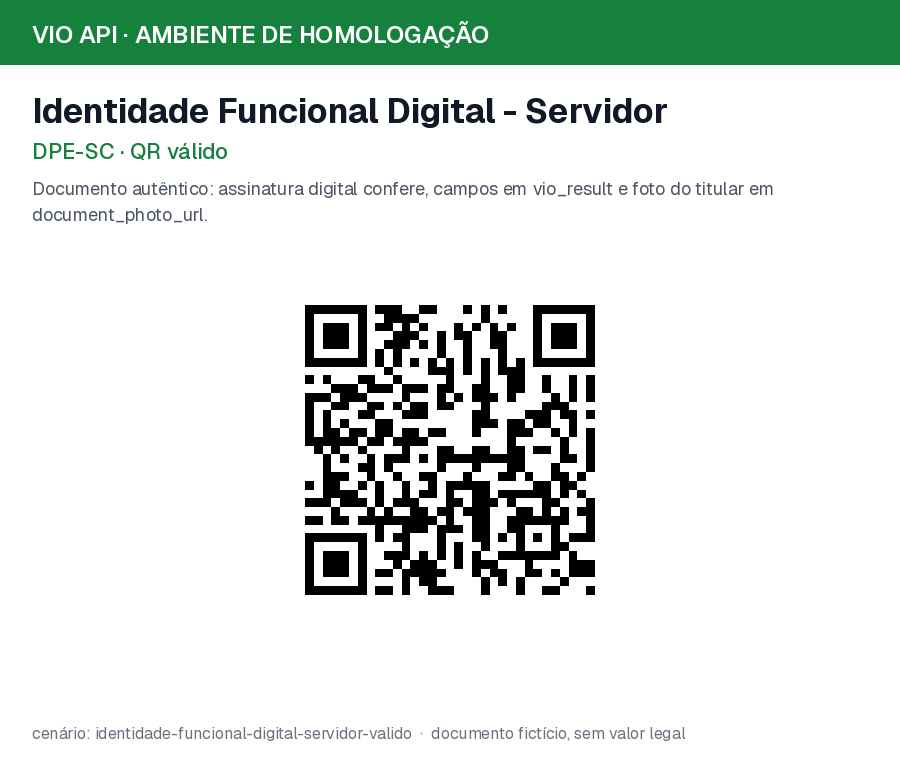 VIO API · AMBIENTE DE HOMOLOGAÇÃO
Identidade Funcional Digital - Servidor
DPE-SC · QR válido
Documento autêntico: assinatura digital confere, campos em vio_result e foto do titular em
document_photo_url.
cenário: identidade-funcional-digital-servidor-valido · documento fictício, sem valor legal